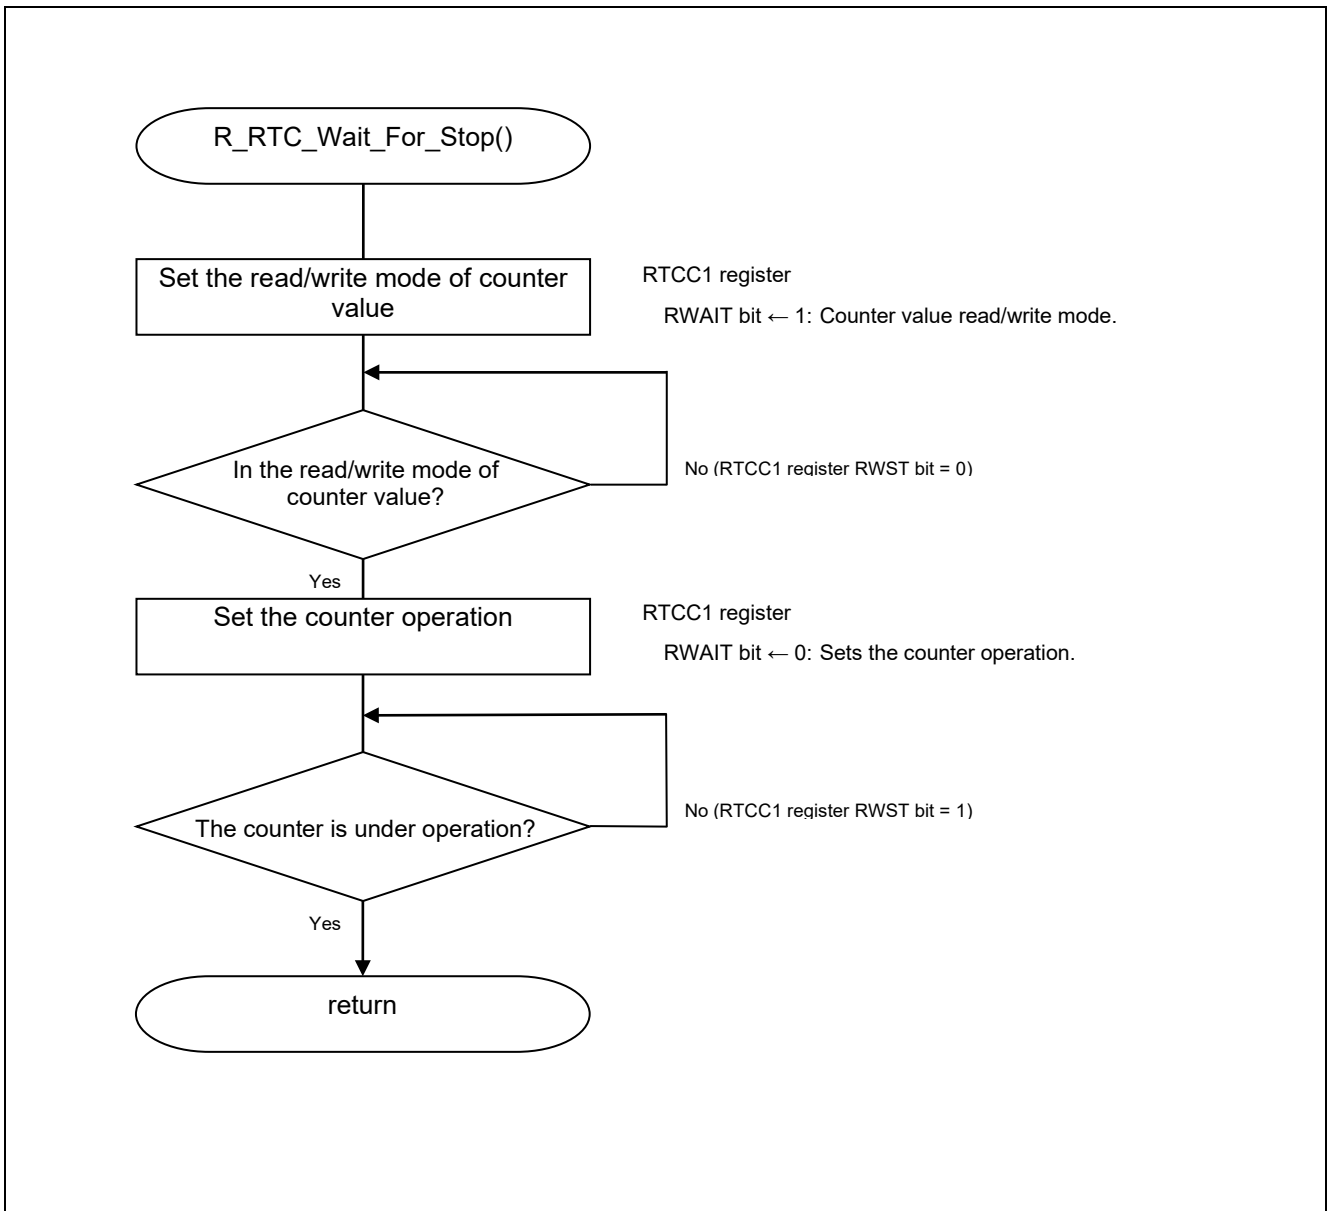 R_RTC_Wait_For_Stop()
Set the read/write mode of counter
value
RTCC1 register
RWAIT bit ← 1: Counter value read/write mode.
In the read/write mode of
counter value?
No (RTCC1 register RWST bit = 0)
Yes
Set the counter operation
RTCC1 register
RWAIT bit ← 0: Sets the counter operation.
The counter is under operation?
No (RTCC1 register RWST bit = 1)
Yes
return